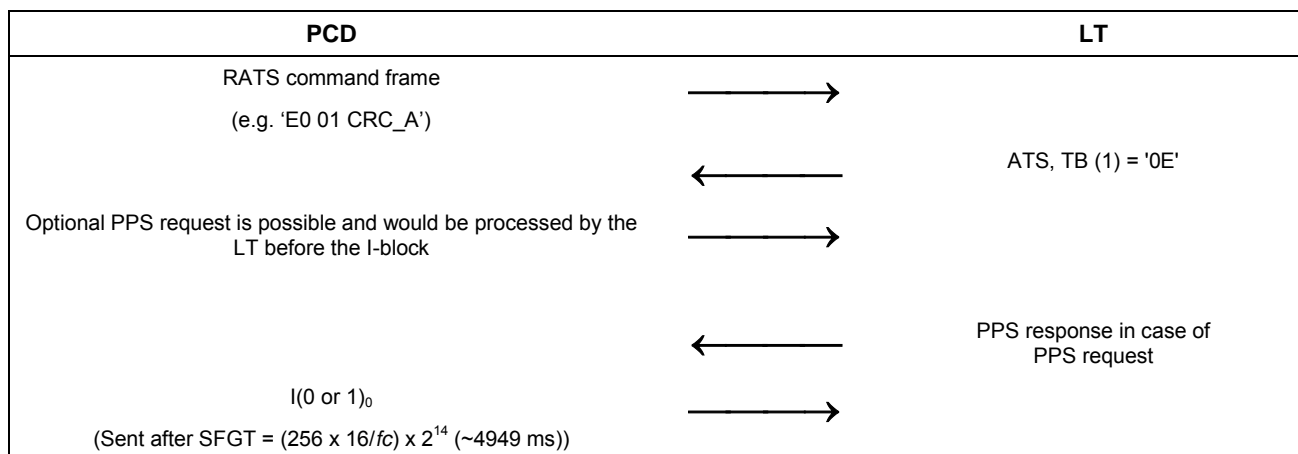 PCD
LT
RATS command frame
(e.g. ‘E0 01 CRC_A’)
ATS, TB (1) = '0E'
Optional PPS request is possible and would be processed by the
LT before the I-block
PPS response in case of
PPS request
I(0 or 1)₀
(Sent after SFGT = (256 x 16/fc) x 2¹⁴ (~4949 ms))